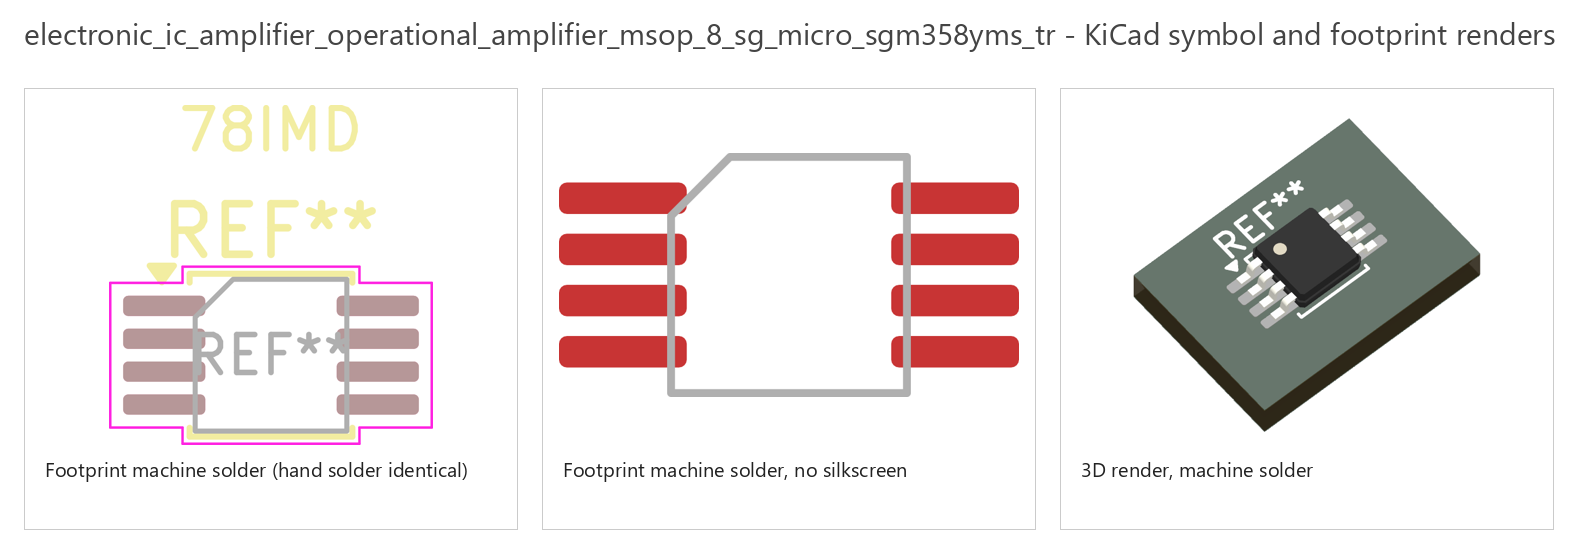 electronic_ic_amplifier_operational_amplifier_msop_8_sg_micro_sgm358yms_tr - KiCad symbol and footprint renders
78IMD
REF**
REF**
Footprint machine solder (hand solder identical)
Footprint machine solder, no silkscreen
REF**
3D render, machine solder